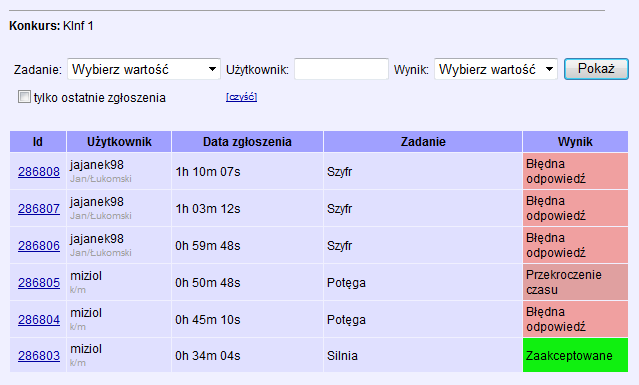 Konkurs: KInf 1
Zadanie: Wybierz wartość Użytkownik: Wynik: Wybierz wartość Pokaż
tylko ostatnie zgłoszenia [czyść]
Id Użytkownik Data zgłoszenia Zadanie Wynik
286808 jajanek98 1h 10m 07s Szyfr Błędna
Jan/Łukomski odpowiedź
286807 jajanek98 1h 03m 12s Szyfr Błędna
Jan/Łukomski odpowiedź
286806 jajanek98 0h 59m 48s Szyfr Błędna
Jan/Łukomski odpowiedź
286805 miziol 0h 50m 48s Potęga Przekroczenie
k/m czasu
286804 miziol 0h 45m 10s Potęga Błędna
k/m odpowiedź
286803 miziol 0h 34m 04s Silnia Zaakceptowane
k/m